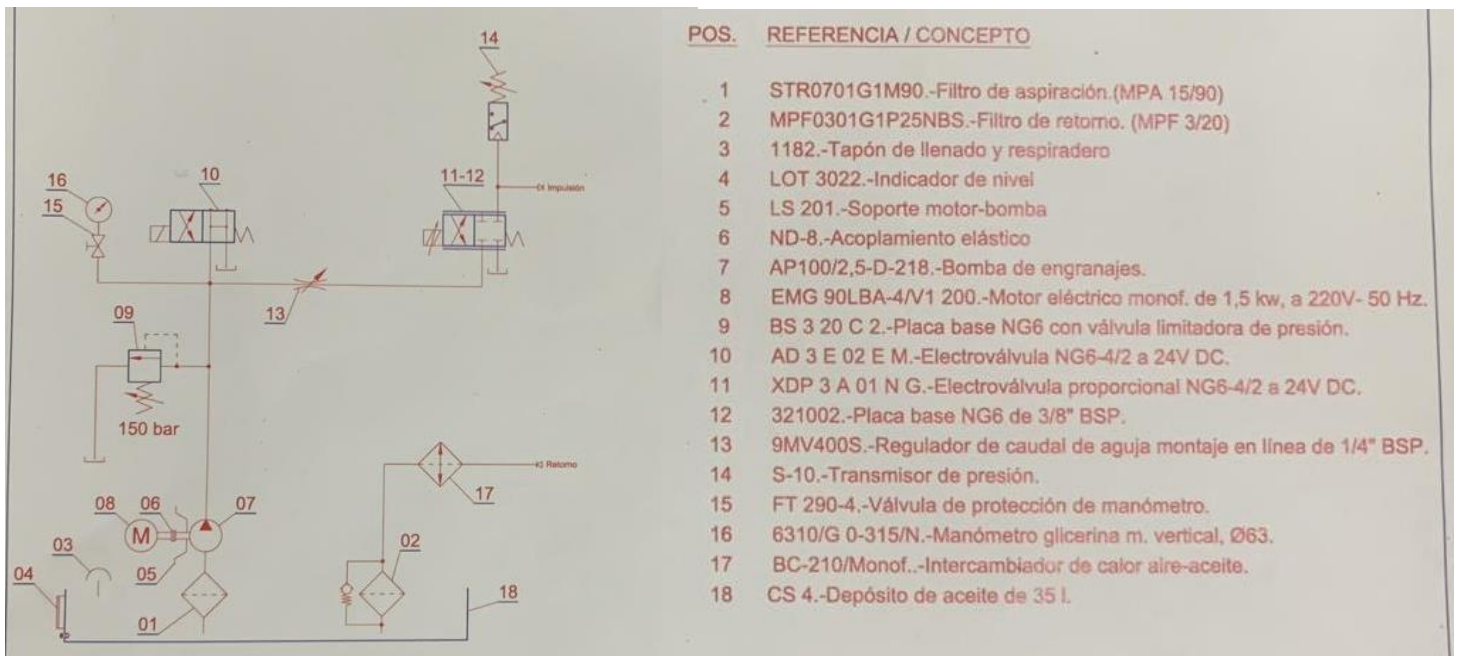 14
16
10
11-12
Impulsión
15
13
09
150 bar
Retorno
17
08
06
07
M
03
02
05
04
18
01
POS. REFERENCIA / CONCEPTO
1 STR0701G1M90.-Filtro de aspiración.(MPA 15/90)
2 MPF0301G1P25NBS.-Filtro de retorno. (MPF 3/20)
3 1182.-Tapón de llenado y respiradero
4 LOT 3022.-Indicador de nivel
5 LS 201.-Soporte motor-bomba
6 ND-8.-Acoplamiento elástico
7 AP100/2,5-D-218.-Bomba de engranajes.
8 EMG 90LBA-4/V1 200.-Motor eléctrico monof. de 1,5 kw, a 220V- 50 Hz.
9 BS 3 20 C 2.-Placa base NG6 con válvula limitadora de presión.
10 AD 3 E 02 E M.-Electroválvula NG6-4/2 a 24V DC.
11 XDP 3 A 01 N G.-Electroválvula proporcional NG6-4/2 a 24V DC.
12 321002.-Placa base NG6 de 3/8" BSP.
13 9MV400S.-Regulador de caudal de aguja montaje en línea de 1/4" BSP.
14 S-10.-Transmisor de presión.
15 FT 290-4.-Válvula de protección de manómetro.
16 6310/G 0-315/N.-Manómetro glicerina m. vertical, Ø63.
17 BC-210/Monof..-Intercambiador de calor aire-aceite.
18 CS 4.-Depósito de aceite de 35 l.